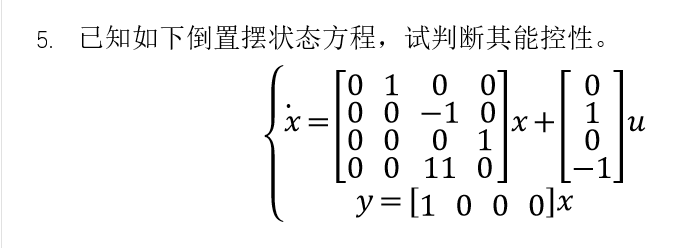 5. 已知如下倒置摆状态方程，试判断其能控性。
{ ẋ = [0 1 0 0; 0 0 −1 0; 0 0 0 1; 0 0 11 0] x + [0; 1; 0; −1] u
y = [1 0 0 0]x